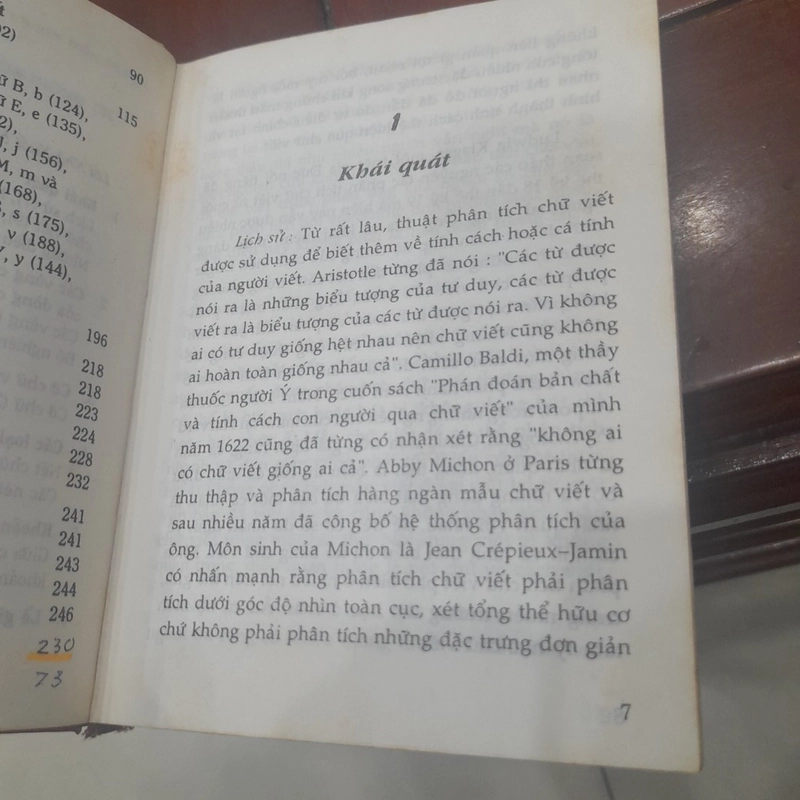 90
ữ B, b (124),
115
ữ E, e (135),
2),
J, j (156),
M, m và
(168),
S, s (175)
v (188),
y (144),
196
218
218
223
224
228
232
241
241
243
244
246
230
73
1
Khái quát
Lịch sử : Từ rất lâu, thuật phân tích chữ viết
được sử dụng để biết thêm về tính cách hoặc cá tính
của người viết. Aristotle từng đã nói : "Các từ được
nói ra là những biểu tượng của tư duy, các từ được
viết ra là biểu tượng của các từ được nói ra. Vì không
ai có tư duy giống hệt nhau nên chữ viết cũng không
ai hoàn toàn giống nhau cả". Camillo Baldi, một thầy
thuốc người Ý trong cuốn sách "Phán đoán bản chất
và tính cách con người qua chữ viết" của mình
năm 1622 cũng đã từng có nhận xét rằng "không ai
có chữ viết giống ai cả". Abby Michon ở Paris từng
thu thập và phân tích hàng ngàn mẫu chữ viết và
sau nhiều năm đã công bố hệ thống phân tích của
ông. Môn sinh của Michon là Jean Crépieux–Jamin
có nhấn mạnh rằng phân tích chữ viết phải phân
tích dưới góc độ nhìn toàn cục, xét tổng thể hữu cơ
chứ không phải phân tích những đặc trưng đơn giản
7